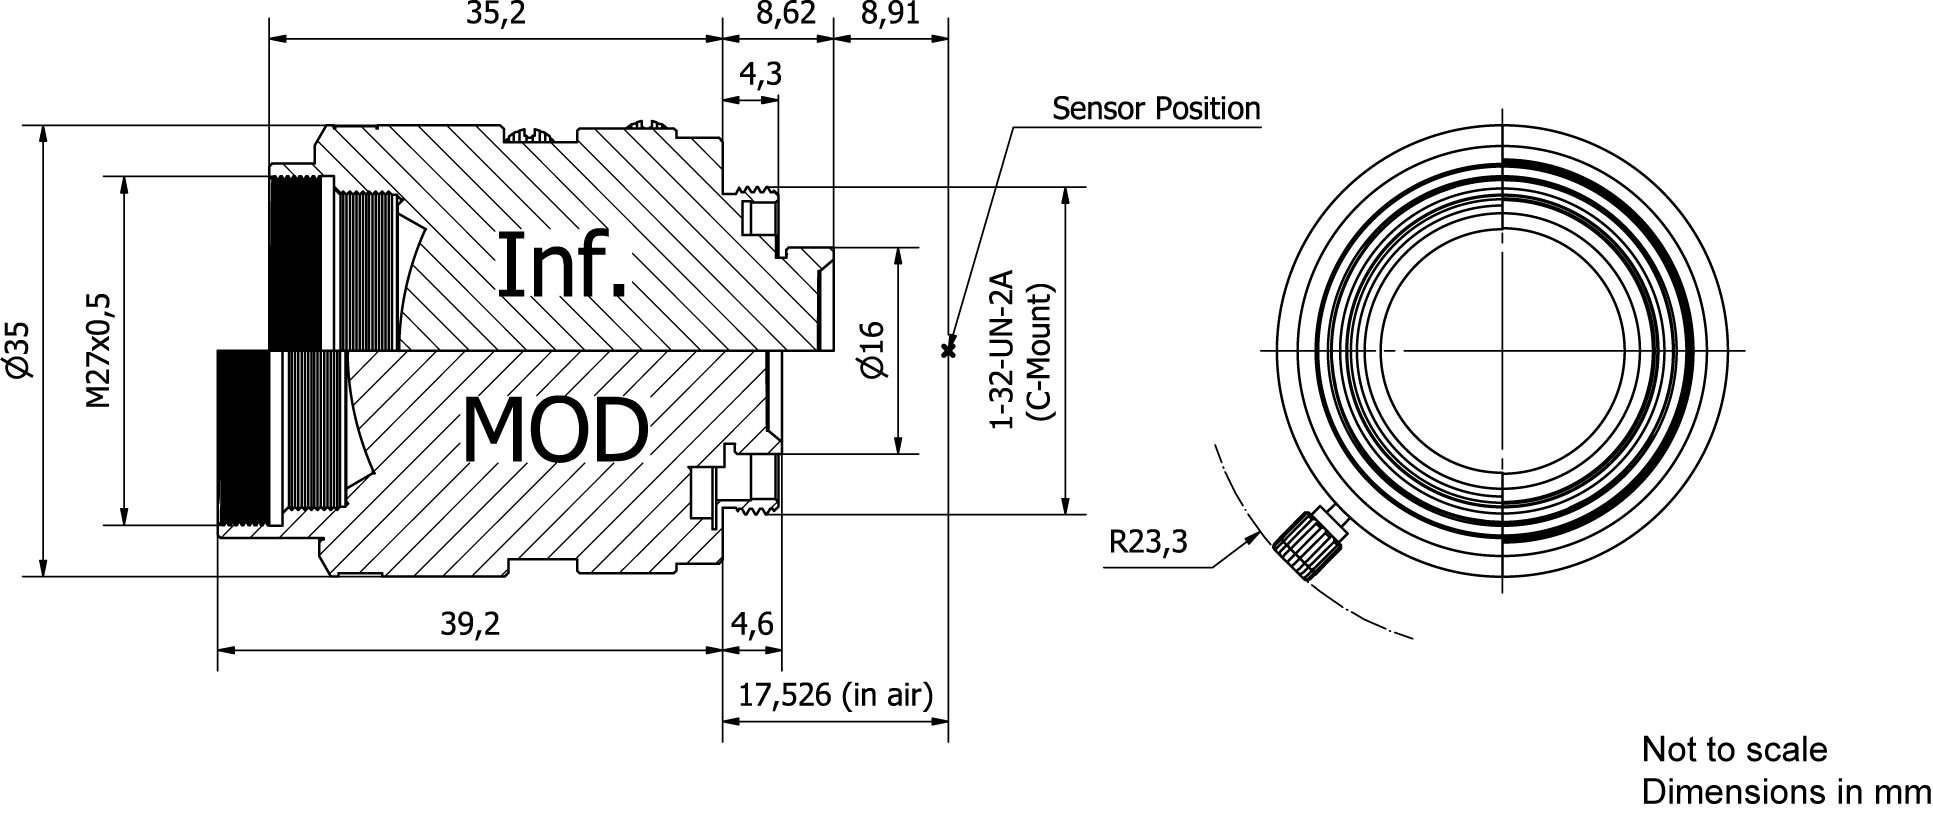 35,2
8,62
8,91
4,3
Sensor Position
Inf.
MOD
Ø35
M27x0,5
Ø16
1-32-UN-2A
(C-Mount)
R23,3
39,2
4,6
17,526 (in air)
Not to scale
Dimensions in mm